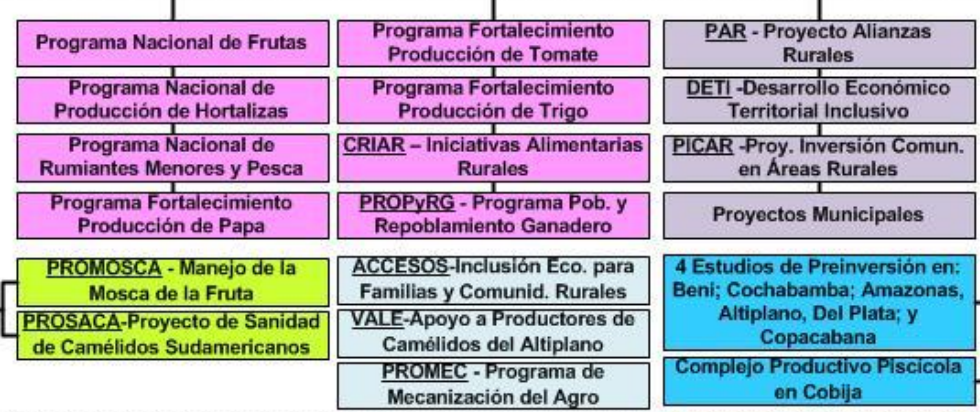 Programa Nacional de Frutas
Programa Nacional de
Producción de Hortalizas
Programa Nacional de
Rumiantes Menores y Pesca
Programa Fortalecimiento
Producción de Papa
PROMOSCA - Manejo de la
Mosca de la Fruta
PROSACA-Proyecto de Sanidad
de Camélidos Sudamericanos
Programa Fortalecimiento
Producción de Tomate
Programa Fortalecimiento
Producción de Trigo
CRIAR – Iniciativas Alimentarias
Rurales
PROPyRG - Programa Pob. y
Repoblamiento Ganadero
ACCESOS-Inclusión Eco. para
Familias y Comunid. Rurales
VALE-Apoyo a Productores de
Camélidos del Altiplano
PROMEC - Programa de
Mecanización del Agro
PAR - Proyecto Alianzas
Rurales
DETI -Desarrollo Económico
Territorial Inclusivo
PICAR -Proy. Inversión Comun.
en Áreas Rurales
Proyectos Municipales
4 Estudios de Preinversión en:
Beni; Cochabamba; Amazonas,
Altiplano, Del Plata; y
Copacabana
Complejo Productivo Piscícola
en Cobija